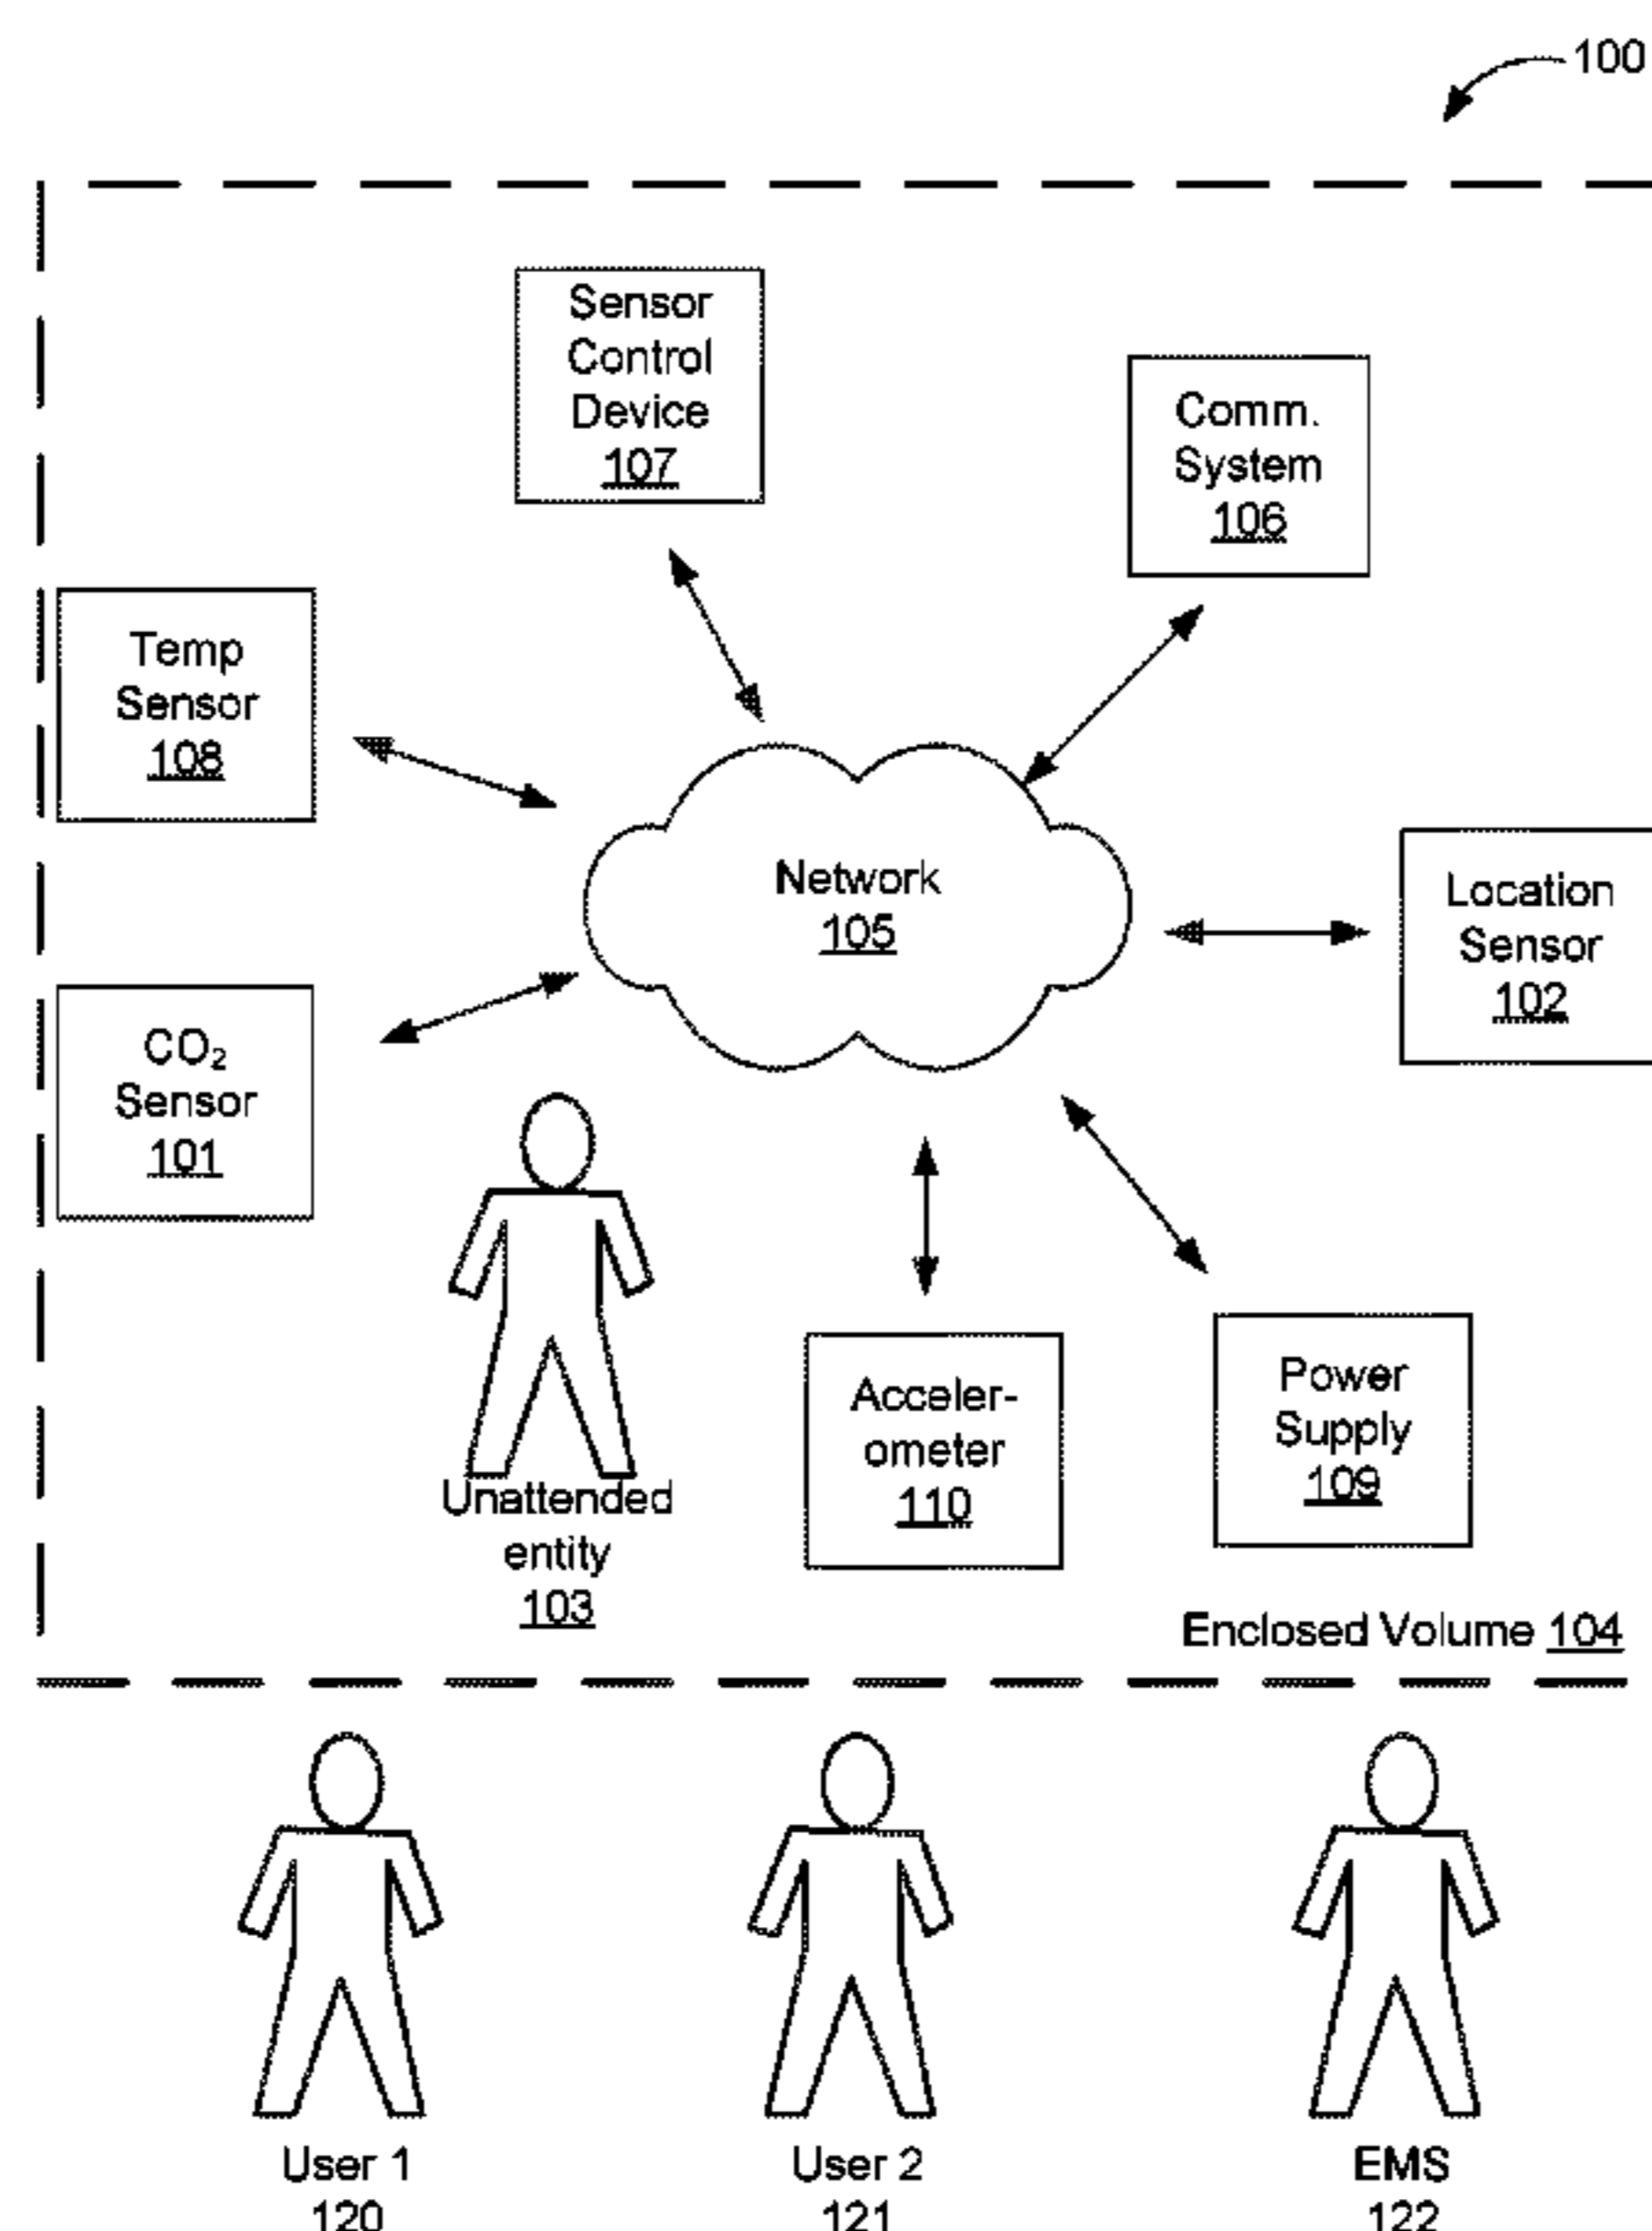 100
Sensor
Control
Device
107
Comm.
System
106
Temp
Sensor
108
Network
105
Location
Sensor
102
CO₂
Sensor
101
Acceler-
ometer
110
Power
Supply
109
Unattended
entity
103
Enclosed Volume 104
User 1
120
User 2
121
EMS
122